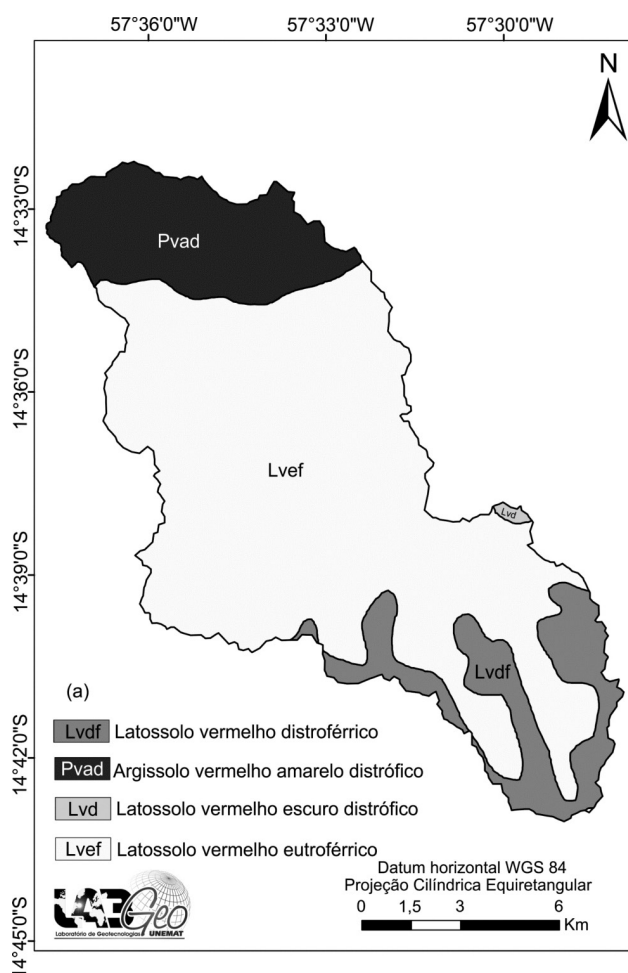 57°36'0"W 57°33'0"W 57°30'0"W
N
14°33'0"S
14°36'0"S
14°39'0"S
14°42'0"S
14°45'0"S
Pvad
Lvef
Lvd
Lvdf
(a)
Lvdf Latossolo vermelho distroférrico
Pvad Argissolo vermelho amarelo distrófico
Lvd Latossolo vermelho escuro distrófico
Lvef Latossolo vermelho eutroférrico
LAB Geo
Laboratório de Geotecnologias UNEMAT
Datum horizontal WGS 84
Projeção Cilíndrica Equiretangular
0 1,5 3 6
Km